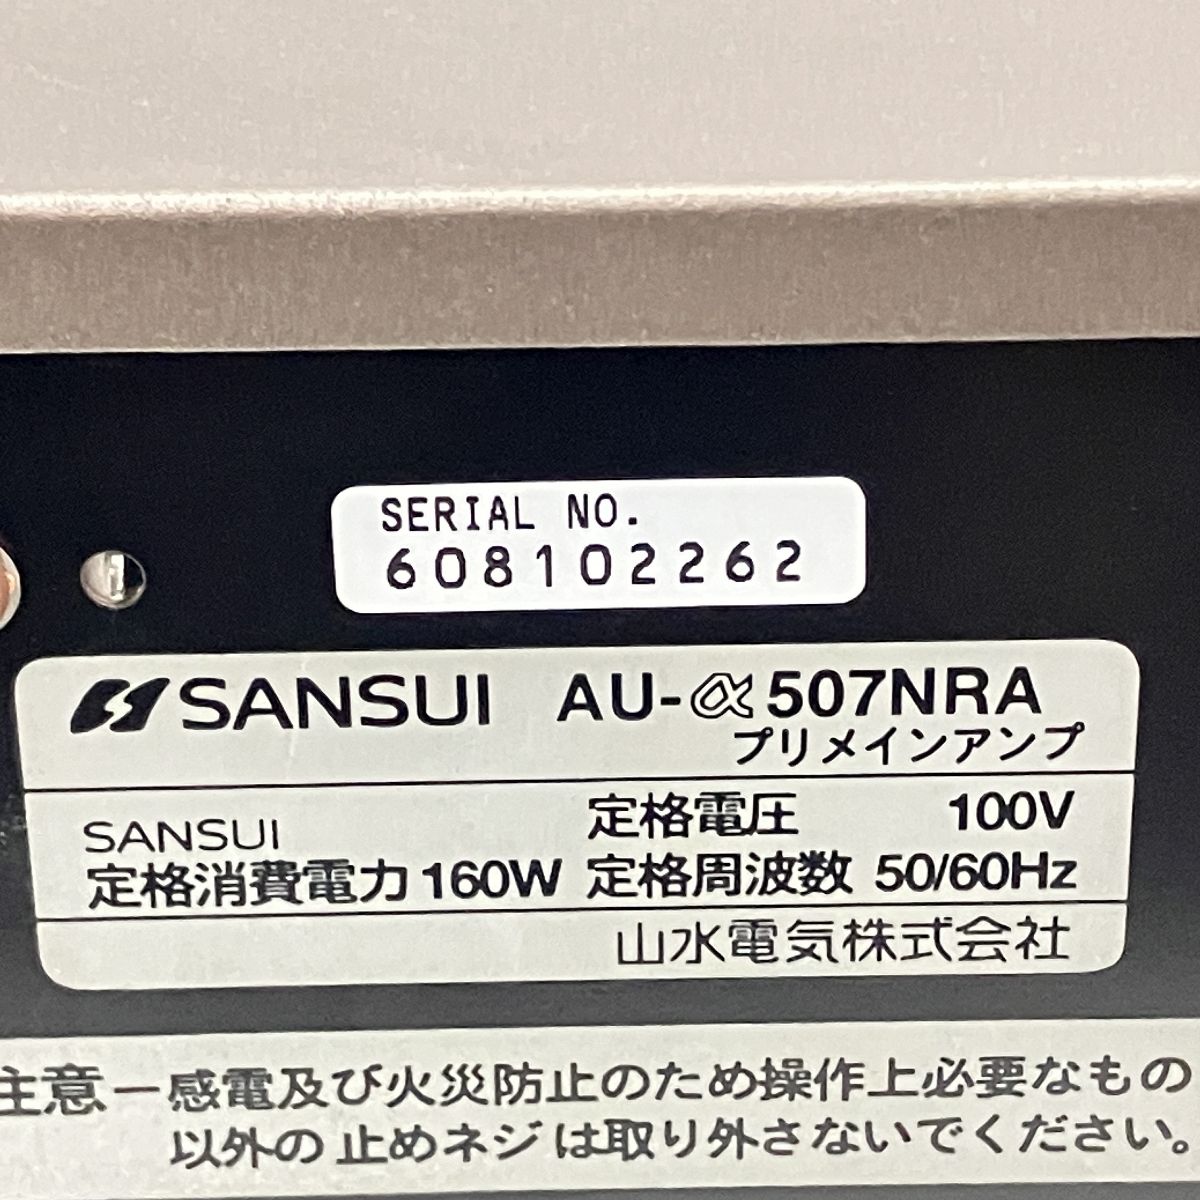 SERIAL NO.
608102262
SANSUI AU-α507NRA
プリメインアンプ
SANSUI 定格電圧 100V
定格消費電力 160W 定格周波数 50/60Hz
山水電気株式会社
注意ー感電及び火災防止のため操作上必要なもの
以外の止めネジは取り外さないでください。